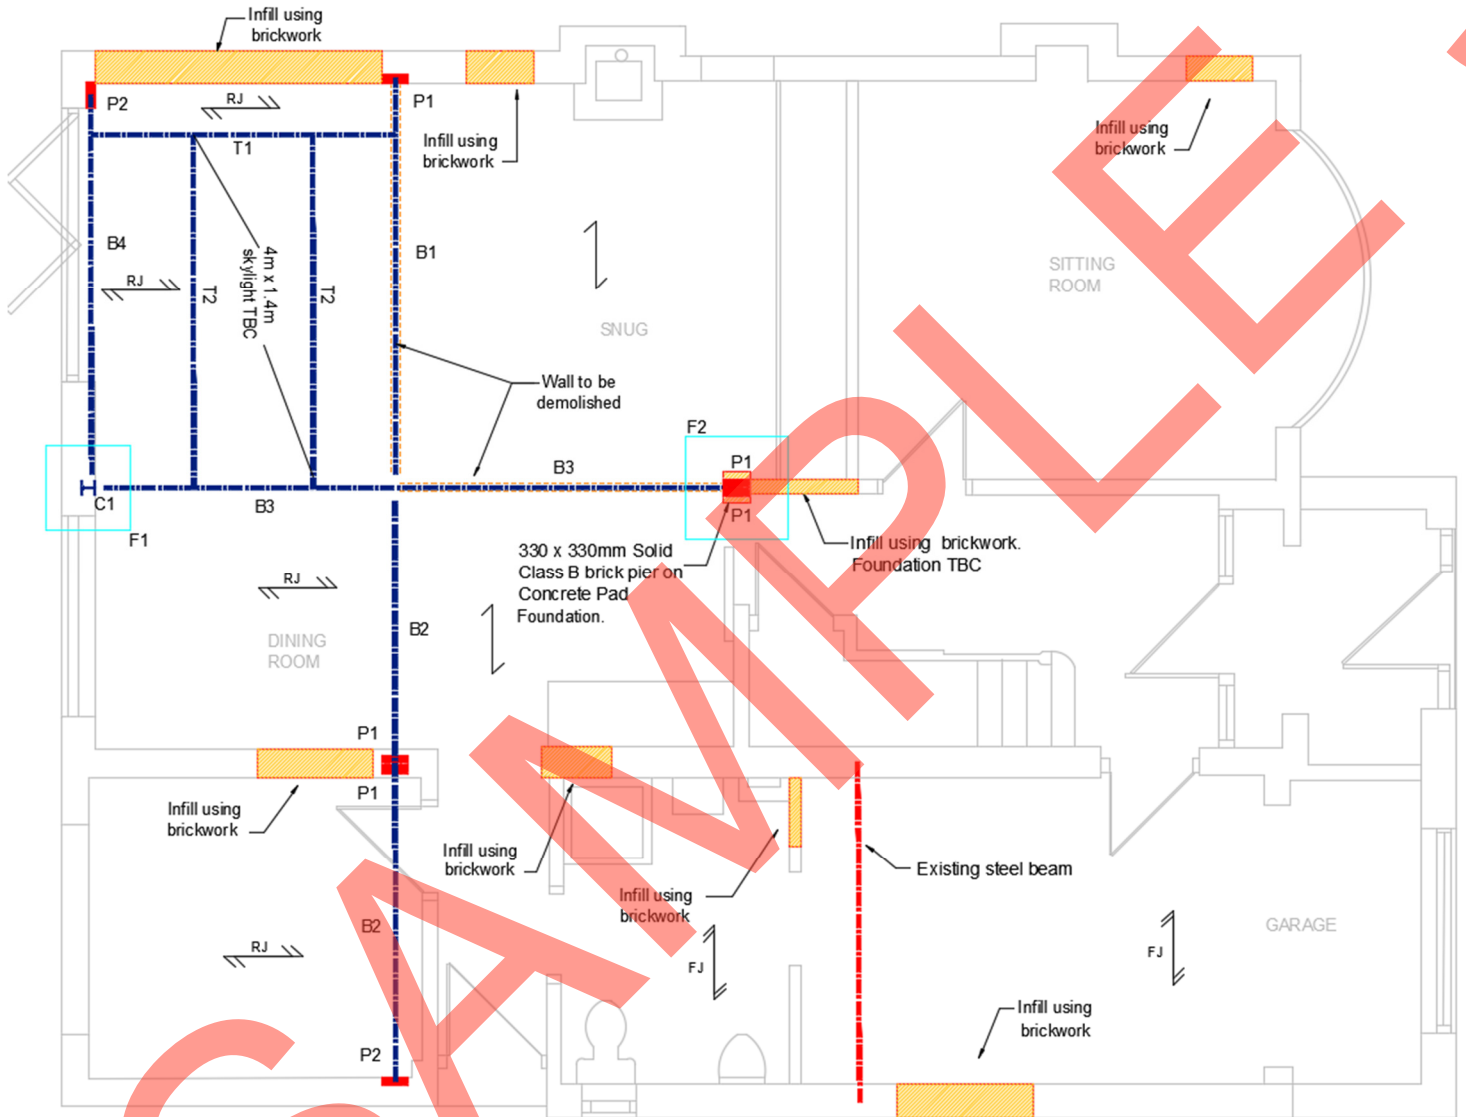 Infill using
brickwork
P2
RJ
P1
T1
Infill using
brickwork
Infill using
brickwork
B4
B1
4m x 1.4m
skylight TBC
RJ
T2
T2
SNUG
SITTING
ROOM
Wall to be
demolished
F2
B3
P1
C1
B3
P1
F1
330 x 330mm Solid
Class B brick pier on
Concrete Pad
Foundation.
Infill using brickwork.
Foundation TBC
RJ
DINING
ROOM
B2
P1
P1
Infill using
brickwork
Infill using
brickwork
Infill using
brickwork
Existing steel beam
B2
RJ
FJ
FJ
GARAGE
Infill using
brickwork
P2
SAMPLE